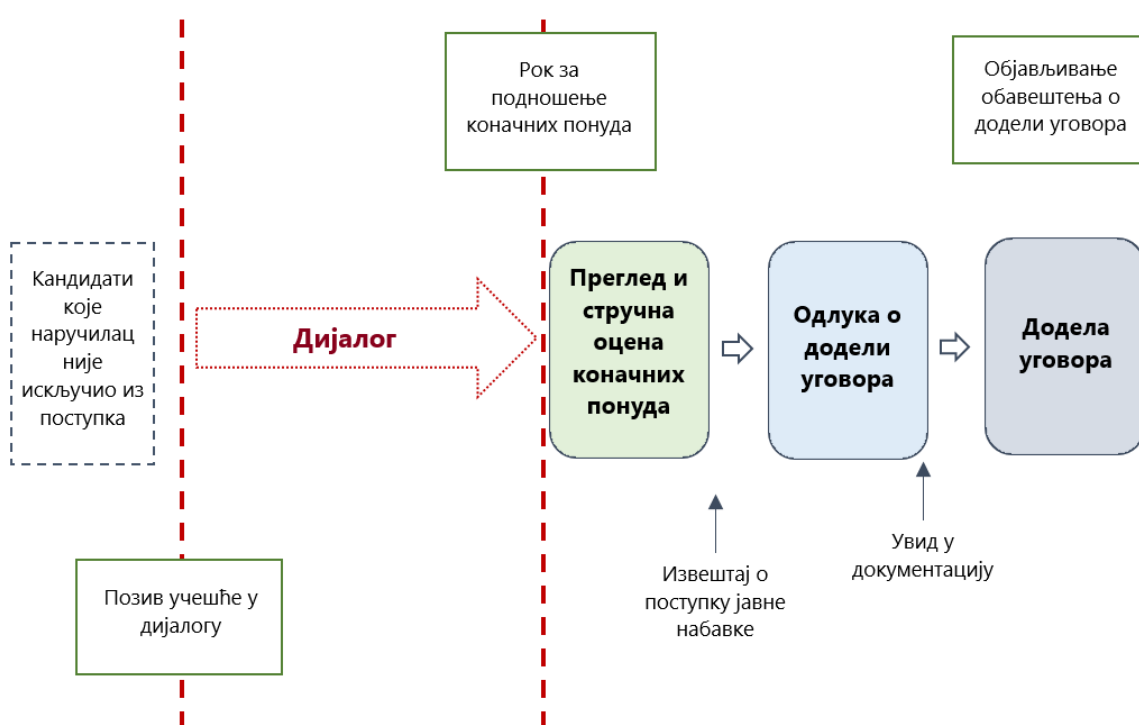 Рок за
подношење
коначних понуда
Објављивање
обавештења о
додели уговора
Кандидати
које
наручилац
није
искључио из
поступка
Дијалог
Преглед и
стручна
оцена
коначних
понуда
Одлука о
додели
уговора
Додела
уговора
Позив учешће у
дијалогу
Извештај о
поступку јавне
набавке
Увид у
документацију